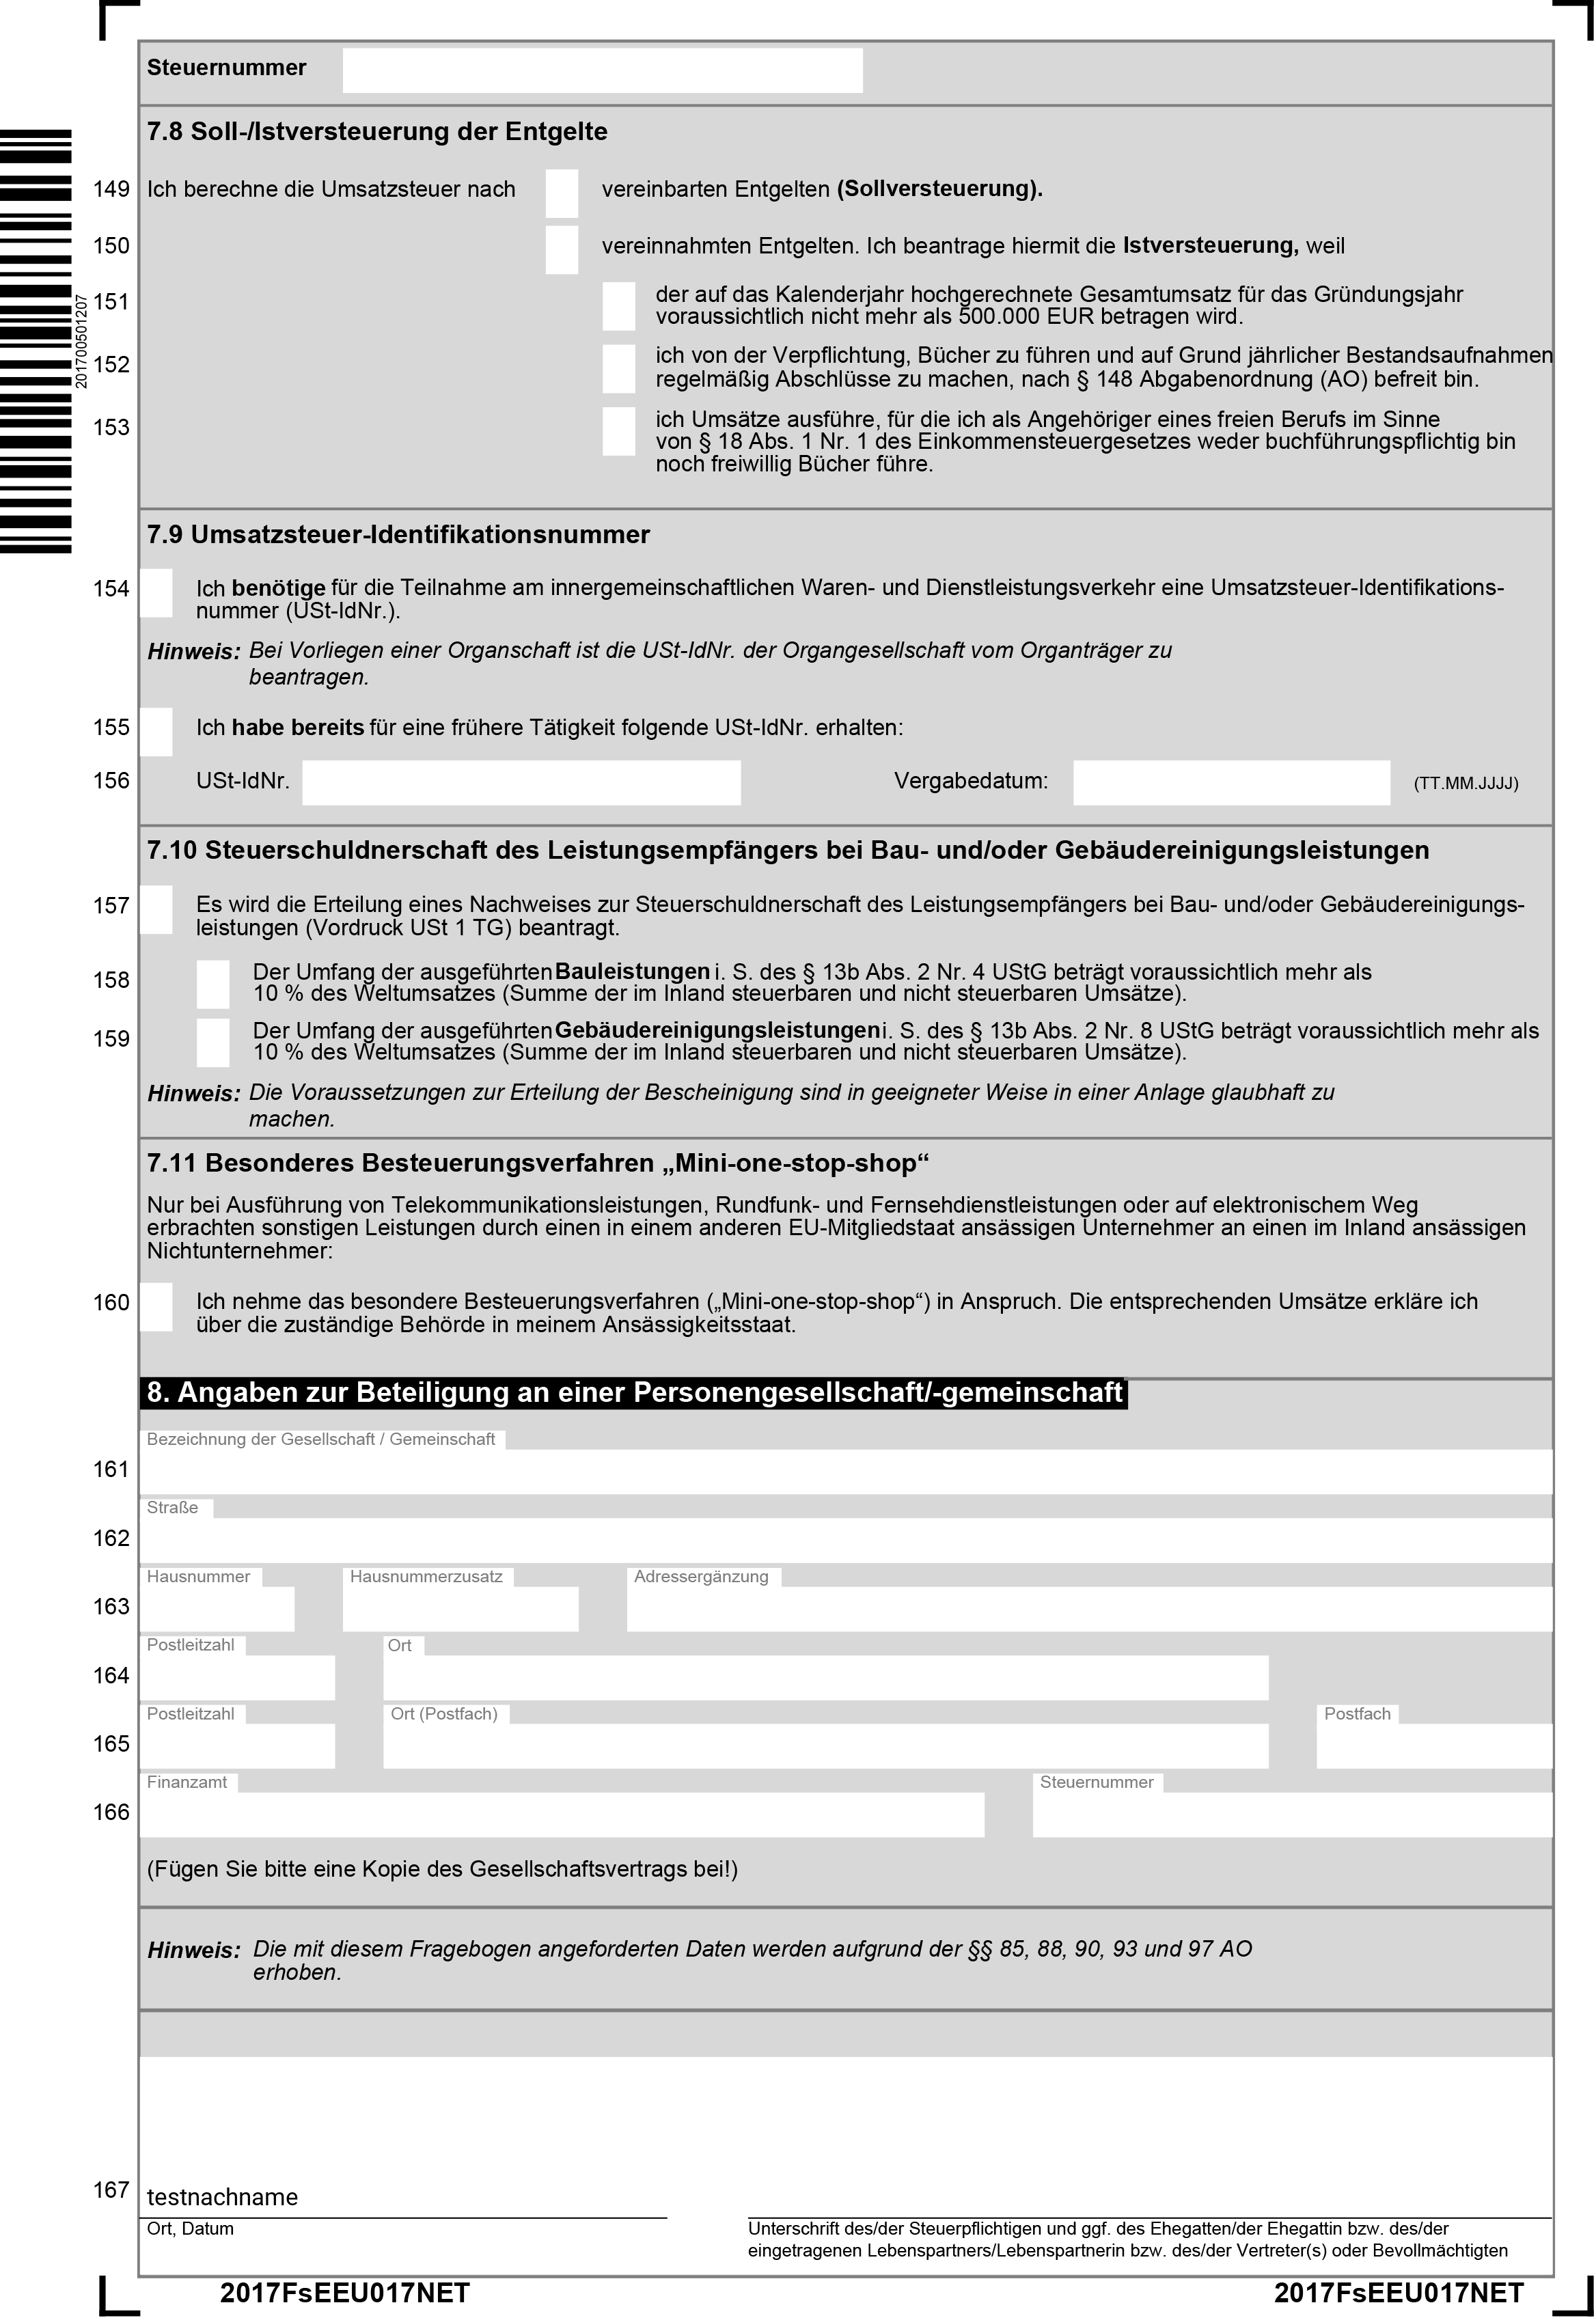 Steuernummer
7.8 Soll-/Istversteuerung der Entgelte
149 Ich berechne die Umsatzsteuer nach vereinbarten Entgelten (Sollversteuerung).
150 vereinnahmten Entgelten. Ich beantrage hiermit die Istversteuerung, weil
201700501207
151 der auf das Kalenderjahr hochgerechnete Gesamtumsatz für das Gründungsjahr
voraussichtlich nicht mehr als 500.000 EUR betragen wird.
152 ich von der Verpflichtung, Bücher zu führen und auf Grund jährlicher Bestandsaufnahmen
regelmäßig Abschlüsse zu machen, nach § 148 Abgabenordnung (AO) befreit bin.
153 ich Umsätze ausführe, für die ich als Angehöriger eines freien Berufs im Sinne
von § 18 Abs. 1 Nr. 1 des Einkommensteuergesetzes weder buchführungspflichtig bin
noch freiwillig Bücher führe.
7.9 Umsatzsteuer-Identifikationsnummer
154 Ich benötige für die Teilnahme am innergemeinschaftlichen Waren- und Dienstleistungsverkehr eine Umsatzsteuer-Identifikations-
nummer (USt-IdNr.).
Hinweis: Bei Vorliegen einer Organschaft ist die USt-IdNr. der Organgesellschaft vom Organträger zu
beantragen.
155 Ich habe bereits für eine frühere Tätigkeit folgende USt-IdNr. erhalten:
156 USt-IdNr. Vergabedatum: (TT.MM.JJJJ)
7.10 Steuerschuldnerschaft des Leistungsempfängers bei Bau- und/oder Gebäudereinigungsleistungen
157 Es wird die Erteilung eines Nachweises zur Steuerschuldnerschaft des Leistungsempfängers bei Bau- und/oder Gebäudereinigungs-
leistungen (Vordruck USt 1 TG) beantragt.
158 Der Umfang der ausgeführten Bauleistungen i. S. des § 13b Abs. 2 Nr. 4 UStG beträgt voraussichtlich mehr als
10 % des Weltumsatzes (Summe der im Inland steuerbaren und nicht steuerbaren Umsätze).
159 Der Umfang der ausgeführten Gebäudereinigungsleistungen i. S. des § 13b Abs. 2 Nr. 8 UStG beträgt voraussichtlich mehr als
10 % des Weltumsatzes (Summe der im Inland steuerbaren und nicht steuerbaren Umsätze).
Hinweis: Die Voraussetzungen zur Erteilung der Bescheinigung sind in geeigneter Weise in einer Anlage glaubhaft zu
machen.
7.11 Besonderes Besteuerungsverfahren „Mini-one-stop-shop“
Nur bei Ausführung von Telekommunikationsleistungen, Rundfunk- und Fernsehdienstleistungen oder auf elektronischem Weg
erbrachten sonstigen Leistungen durch einen in einem anderen EU-Mitgliedstaat ansässigen Unternehmer an einen im Inland ansässigen
Nichtunternehmer:
160 Ich nehme das besondere Besteuerungsverfahren („Mini-one-stop-shop“) in Anspruch. Die entsprechenden Umsätze erkläre ich
über die zuständige Behörde in meinem Ansässigkeitsstaat.
8. Angaben zur Beteiligung an einer Personengesellschaft/-gemeinschaft
Bezeichnung der Gesellschaft / Gemeinschaft
161
Straße
162
Hausnummer Hausnummerzusatz Adressergänzung
163
Postleitzahl Ort
164
Postleitzahl Ort (Postfach) Postfach
165
Finanzamt Steuernummer
166
(Fügen Sie bitte eine Kopie des Gesellschaftsvertrags bei!)
Hinweis: Die mit diesem Fragebogen angeforderten Daten werden aufgrund der §§ 85, 88, 90, 93 und 97 AO
erhoben.
167 testnachname
Ort, Datum Unterschrift des/der Steuerpflichtigen und ggf. des Ehegatten/der Ehegattin bzw. des/der
eingetragenen Lebenspartners/Lebenspartnerin bzw. des/der Vertreter(s) oder Bevollmächtigten
2017FsEEU017NET 2017FsEEU017NET